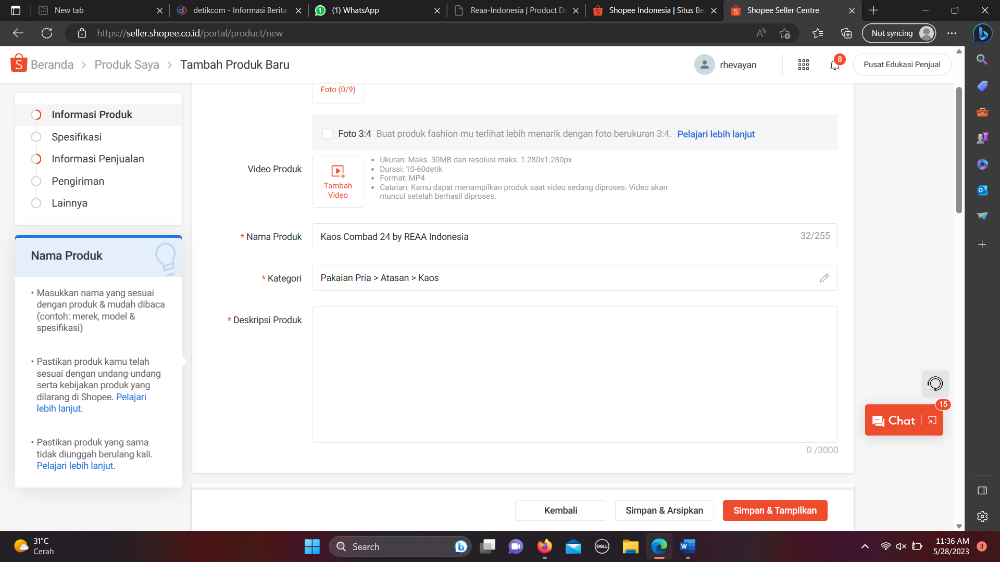 New tab
detikcom - Informasi Berita
(1) WhatsApp
Reaa-Indonesia | Product De
Shopee Indonesia | Situs Be
Shopee Seller Centre
https://seller.shopee.co.id/portal/product/new
Not syncing
Beranda > Produk Saya > Tambah Produk Baru
rhevayan
8
Pusat Edukasi Penjual
Foto (0/9)
Informasi Produk
Spesifikasi
Informasi Penjualan
Pengiriman
Lainnya
Foto 3:4 Buat produk fashion-mu terlihat lebih menarik dengan foto berukuran 3:4. Pelajari lebih lanjut
Video Produk
Tambah
Video
• Ukuran: Maks. 30MB dan resolusi maks. 1.280x1.280px
• Durasi: 10-60detik
• Format: MP4
• Catatan: Kamu dapat menampilkan produk saat video sedang diproses. Video akan
muncul setelah berhasil diproses.
* Nama Produk
Kaos Combad 24 by REAA Indonesia
32/255
* Kategori
Pakaian Pria > Atasan > Kaos
* Deskripsi Produk
0 /3000
Nama Produk
• Masukkan nama yang sesuai
dengan produk & mudah dibaca
(contoh: merek, model &
spesifikasi)
• Pastikan produk kamu telah
sesuai dengan undang-undang
serta kebijakan produk yang
dilarang di Shopee. Pelajari
lebih lanjut.
• Pastikan produk yang sama
tidak diunggah berulang kali.
Pelajari lebih lanjut.
15
Chat
Kembali
Simpan & Arsipkan
Simpan & Tampilkan
31°C
Cerah
Search
DELL
11:36 AM
5/28/2023
3